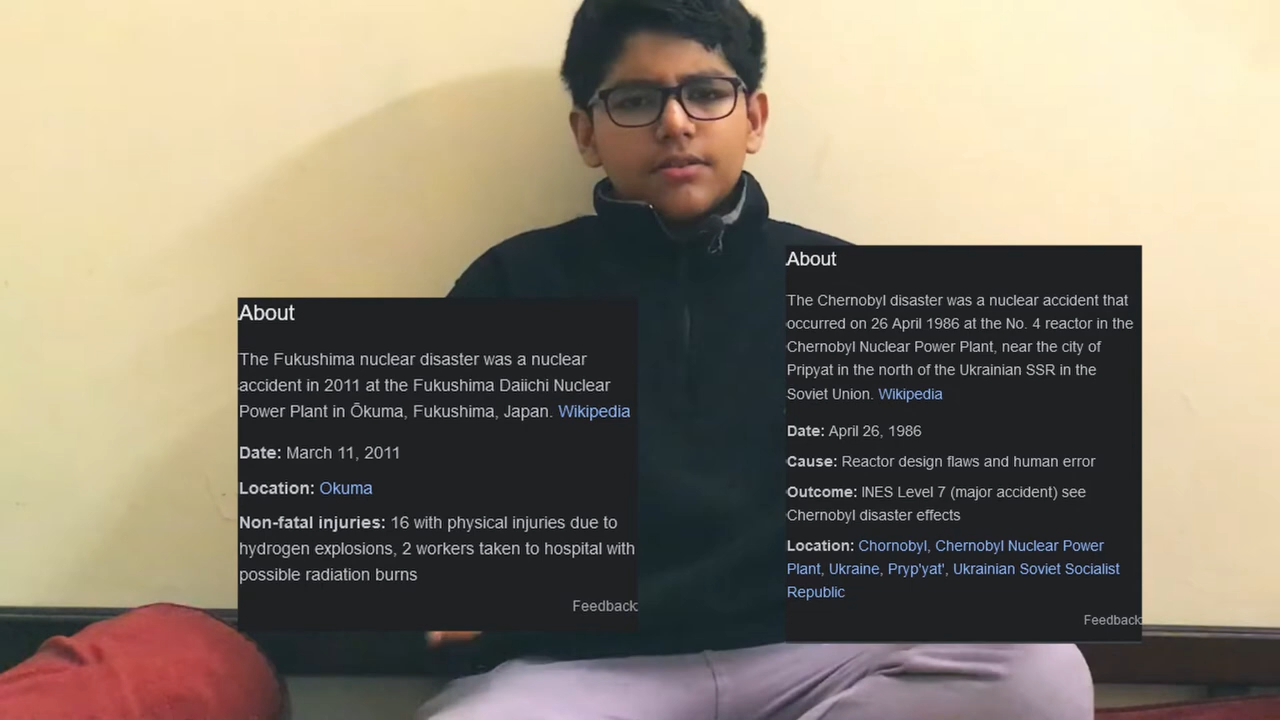 About
The Fukushima nuclear disaster was a nuclear
accident in 2011 at the Fukushima Daiichi Nuclear
Power Plant in Ōkuma, Fukushima, Japan. Wikipedia
Date: March 11, 2011
Location: Okuma
Non-fatal injuries: 16 with physical injuries due to
hydrogen explosions, 2 workers taken to hospital with
possible radiation burns
Feedback
About
The Chernobyl disaster was a nuclear accident that
occurred on 26 April 1986 at the No. 4 reactor in the
Chernobyl Nuclear Power Plant, near the city of
Pripyat in the north of the Ukrainian SSR in the
Soviet Union. Wikipedia
Date: April 26, 1986
Cause: Reactor design flaws and human error
Outcome: INES Level 7 (major accident) see
Chernobyl disaster effects
Location: Chornobyl, Chernobyl Nuclear Power
Plant, Ukraine, Pryp'yat', Ukrainian Soviet Socialist
Republic
Feedback